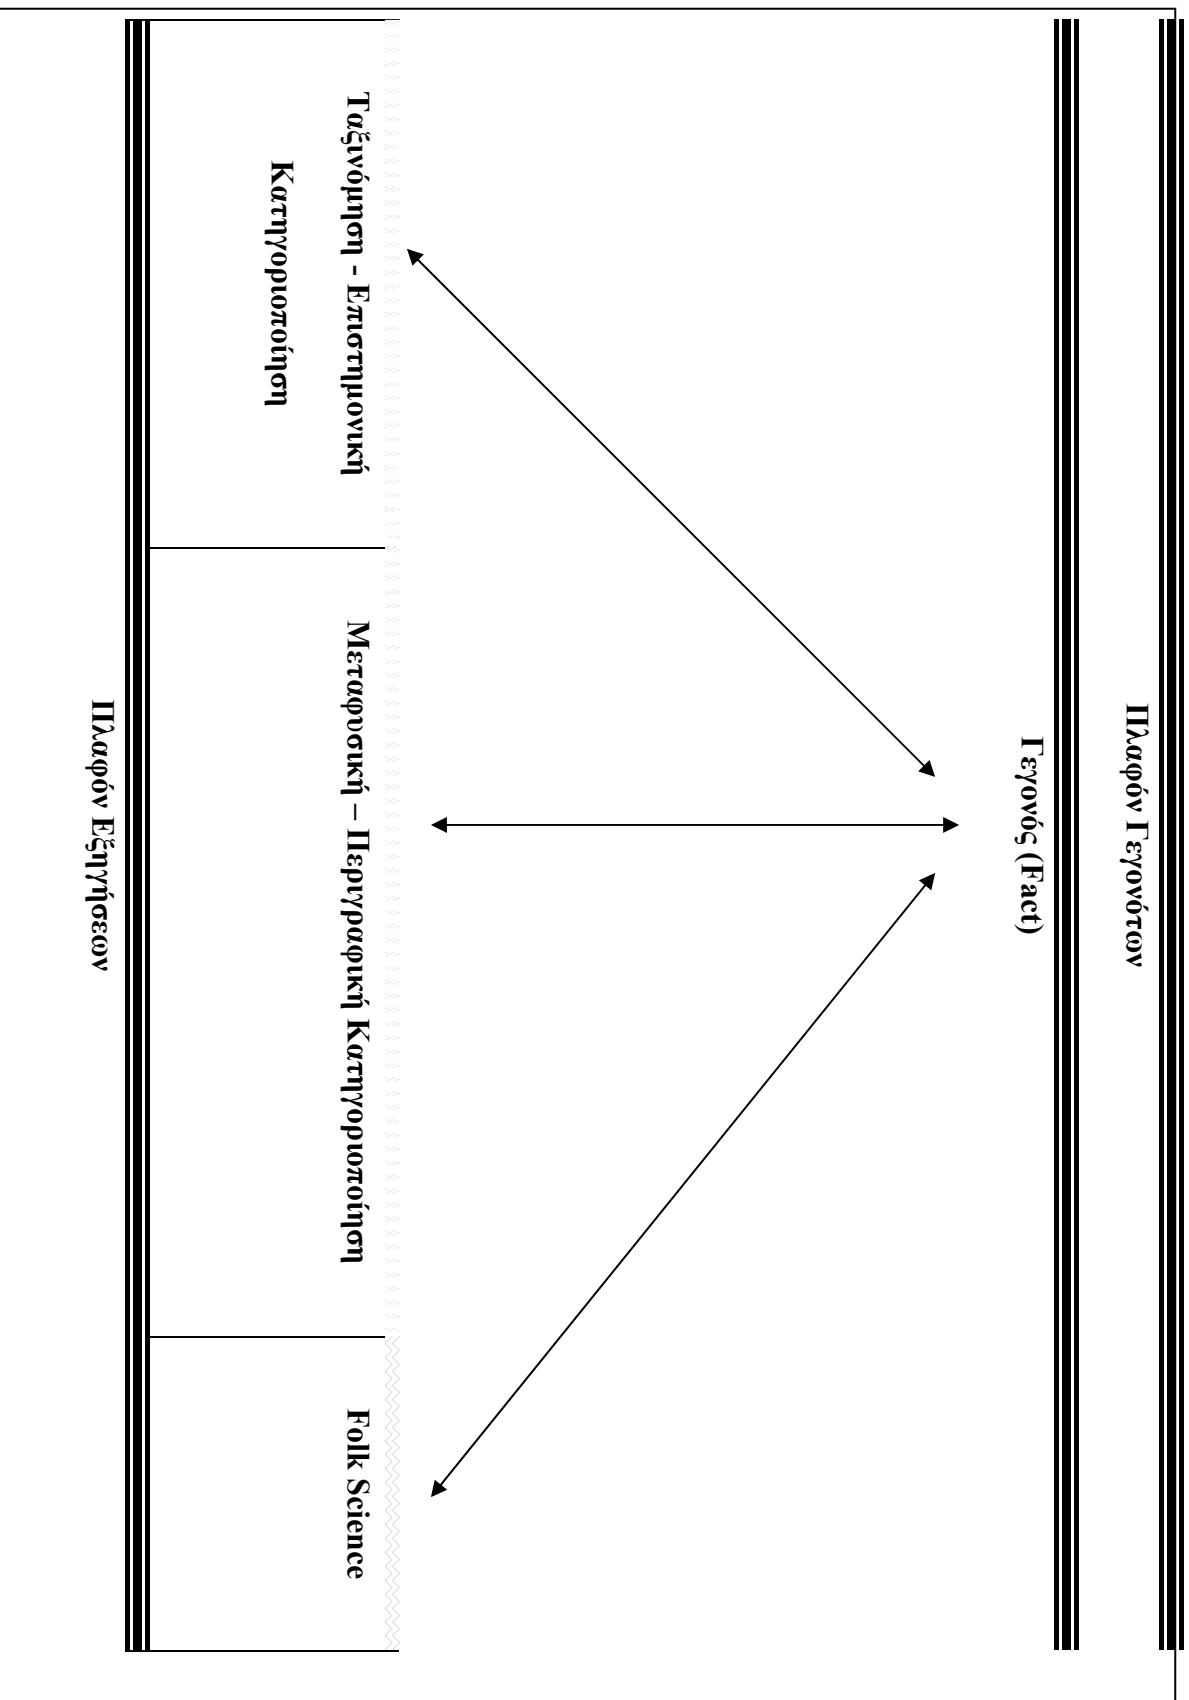 Πλαφόν Γεγονότων
Γεγονός (Fact)
Ταξινόμηση - Επιστημονική
Κατηγοριοποίηση
Μεταφυσική – Περιγραφική Κατηγοριοποίηση
Folk Science
Πλαφόν Εξηγήσεων